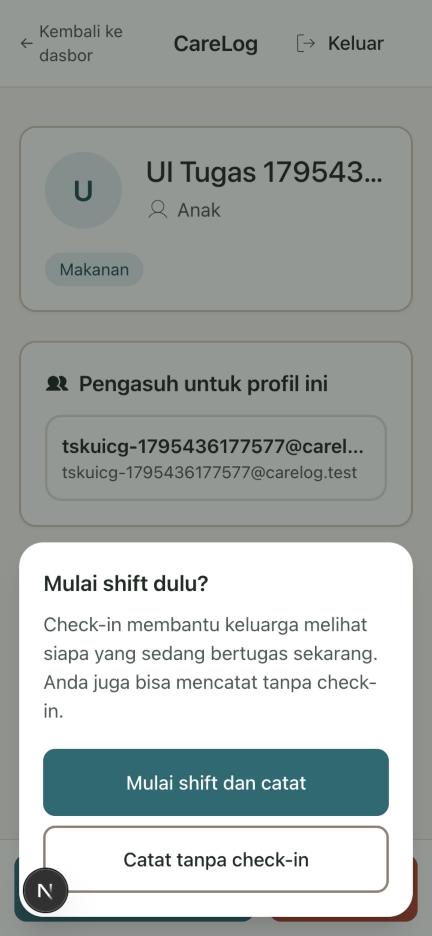 ← Kembali ke
dasbor
CareLog
Keluar
U
UI Tugas 179543...
Anak
Makanan
Pengasuh untuk profil ini
tskuicg-1795436177577@carel...
tskuicg-1795436177577@carelog.test
Mulai shift dulu?
Check-in membantu keluarga melihat
siapa yang sedang bertugas sekarang.
Anda juga bisa mencatat tanpa check-
in.
Mulai shift dan catat
Catat tanpa check-in
N